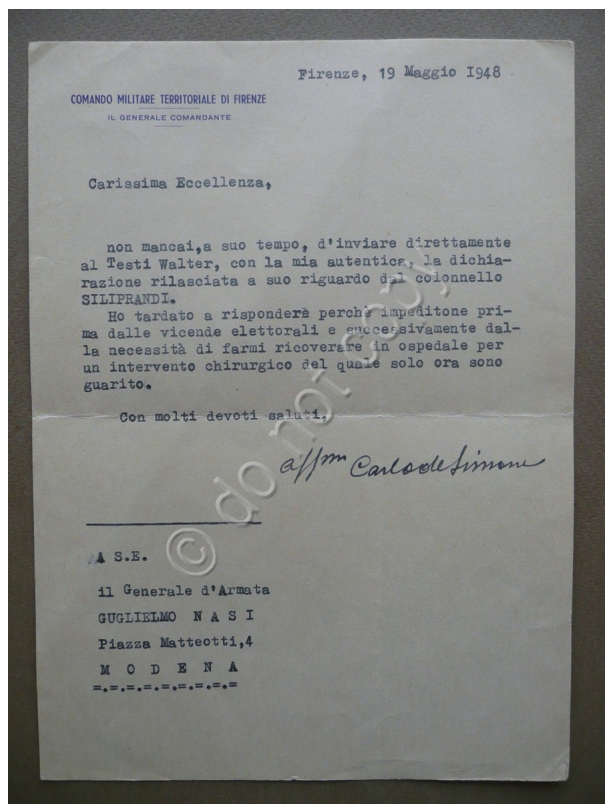 Firenze, 19 Maggio 1948
COMANDO MILITARE TERRITORIALE DI FIRENZE
IL GENERALE COMANDANTE
Carissima Eccellenza,
non mancai,a suo tempo, d'inviare direttamente
al Testi Walter, con la mia autentica, la dichia-
razione rilasciata a suo riguardo dal colonnello
SILIPRANDI.
Ho tardato a risponderè perchè impeditone pri-
ma dalle vicende elettorali e successivamente dal-
la necessità di farmi ricoverare in ospedale per
un intervento chirurgico del quale solo ora sono
guarito.
Con molti devoti saluti.
affmo Carlo de Simone
A S.E.
il Generale d'Armata
GUGLIELMO N A S I
Piazza Matteotti,4
M O D E N A
=.=.=.=.=.=.=.=.=.=
© do not copy